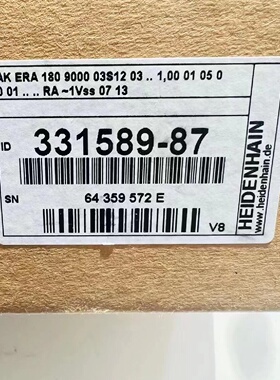 AK ERA 180 9000 03S12 03 .. 1,00 01 05 0
0 01 .. .. RA ~1Vss 07 13
ID 331589-87
SN 64 359 572 E
V8
HEIDENHAIN
www.heidenhain.de